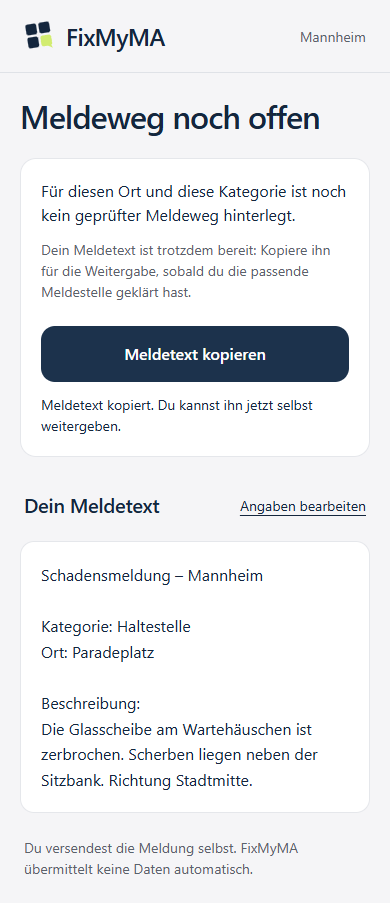 FixMyMA
Mannheim
Meldeweg noch offen
Für diesen Ort und diese Kategorie ist noch
kein geprüfter Meldeweg hinterlegt.
Dein Meldetext ist trotzdem bereit: Kopiere ihn
für die Weitergabe, sobald du die passende
Meldestelle geklärt hast.
Meldetext kopieren
Meldetext kopiert. Du kannst ihn jetzt selbst
weitergeben.
Dein Meldetext
Angaben bearbeiten
Schadensmeldung – Mannheim
Kategorie: Haltestelle
Ort: Paradeplatz
Beschreibung:
Die Glasscheibe am Wartehäuschen ist
zerbrochen. Scherben liegen neben der
Sitzbank. Richtung Stadtmitte.
Du versendest die Meldung selbst. FixMyMA
übermittelt keine Daten automatisch.